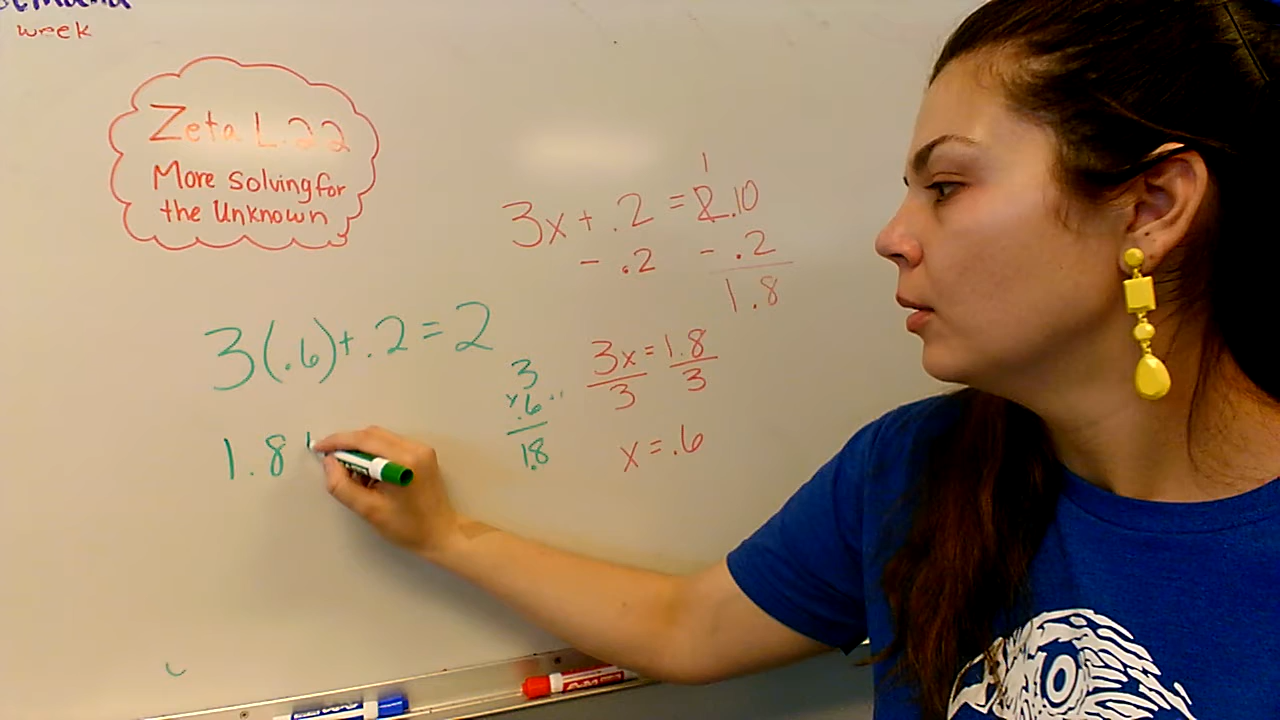 week
Zeta L.22
More solving for
the Unknown
1
3x + .2 = 2.10
- .2 - .2
1.8
3(.6) + .2 = 2
3x = 1.8
3 3
x = .6
3
x .6
1.8
1.8